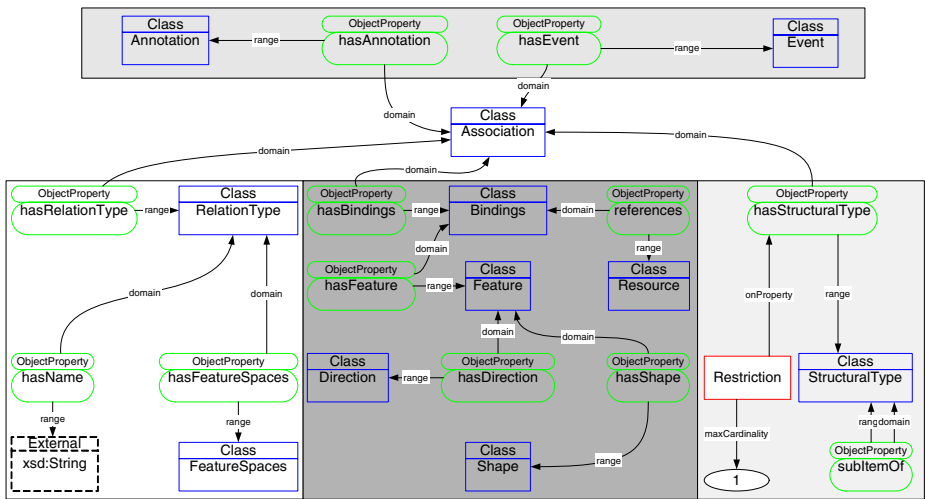 Class
Annotation
range
ObjectProperty
hasAnnotation
ObjectProperty
hasEvent
range
Class
Event
domain
domain
Class
Association
domain
domain
domain
ObjectProperty
hasRelationType
range
Class
RelationType
ObjectProperty
hasBindings
range
Class
Bindings
domain
ObjectProperty
references
ObjectProperty
hasStructuralType
domain
range
ObjectProperty
hasFeature
range
Class
Feature
Class
Resource
domain
domain
onProperty
range
domain
domain
ObjectProperty
hasName
ObjectProperty
hasFeatureSpaces
Class
Direction
range
ObjectProperty
hasDirection
ObjectProperty
hasShape
Restriction
Class
StructuralType
range
range
maxCardinality
range
domain
External
xsd:String
Class
FeatureSpaces
Class
Shape
range
1
ObjectProperty
subItemOf